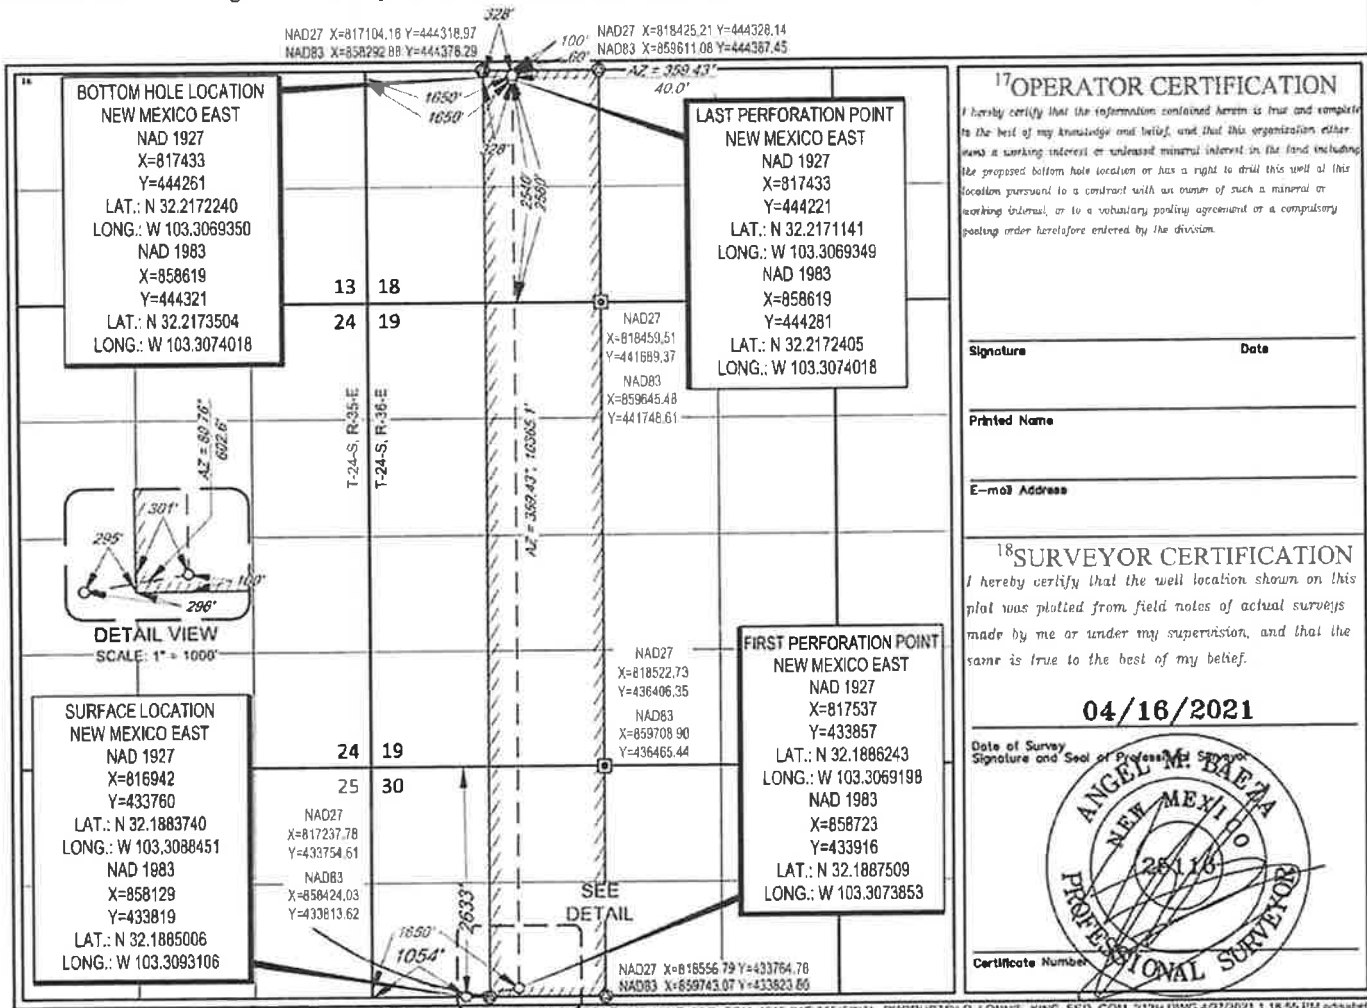 328'
NAD27 X=817104.16 Y=444318.97
NAD83 X=858292.88 Y=444378.29
100'
60'
NAD27 X=818425.21 Y=444328.14
NAD83 X=859611.08 Y=444387.45
AZ = 359.43°
40.0'
1650'
1650'
328'
2540'
2580'
16
BOTTOM HOLE LOCATION
NEW MEXICO EAST
NAD 1927
X=817433
Y=444261
LAT.: N 32.2172240
LONG.: W 103.3069350
NAD 1983
X=858619
Y=444321
LAT.: N 32.2173504
LONG.: W 103.3074018
LAST PERFORATION POINT
NEW MEXICO EAST
NAD 1927
X=817433
Y=444221
LAT.: N 32.2171141
LONG.: W 103.3069349
NAD 1983
X=858619
Y=444281
LAT.: N 32.2172405
LONG.: W 103.3074018
13 18
24 19
NAD27
X=818459.51
Y=441689.37
NAD83
X=859645.48
Y=441748.61
T-24-S, R-35-E
T-24-S, R-36-E
AZ = 359.43°, 10365.1'
AZ = 80.76°
602.6'
301'
295'
100'
296'
DETAIL VIEW
SCALE: 1" = 1000'
NAD27
X=818522.73
Y=436406.35
NAD83
X=859708.90
Y=436465.44
SURFACE LOCATION
NEW MEXICO EAST
NAD 1927
X=816942
Y=433760
LAT.: N 32.1883740
LONG.: W 103.3088451
NAD 1983
X=858129
Y=433819
LAT.: N 32.1885006
LONG.: W 103.3093106
FIRST PERFORATION POINT
NEW MEXICO EAST
NAD 1927
X=817537
Y=433857
LAT.: N 32.1886243
LONG.: W 103.3069198
NAD 1983
X=858723
Y=433916
LAT.: N 32.1887509
LONG.: W 103.3073853
24 19
25 30
NAD27
X=817237.78
Y=433754.61
NAD83
X=858424.03
Y=433813.62
2633'
SEE
DETAIL
1650'
1054'
NAD27 X=818556.79 Y=433764.78
NAD83 X=859743.07 Y=433823.86
17OPERATOR CERTIFICATION
I hereby certify that the information contained herein is true and complete
to the best of my knowledge and belief, and that this organization either
owns a working interest or unleased mineral interest in the land including
the proposed bottom hole location or has a right to drill this well at this
location pursuant to a contract with an owner of such a mineral or
working interest, or to a voluntary pooling agreement or a compulsory
pooling order heretofore entered by the division.
Signature Date
Printed Name
E-mail Address
18SURVEYOR CERTIFICATION
I hereby certify that the well location shown on this
plat was plotted from field notes of actual surveys
made by me or under my supervision, and that the
same is true to the best of my belief.
04/16/2021
Date of Survey
Signature and Seal of Professional Surveyor
ANGEL M. BAEZA
NEW MEXICO
25116
PROFESSIONAL SURVEYOR
Certificate Number